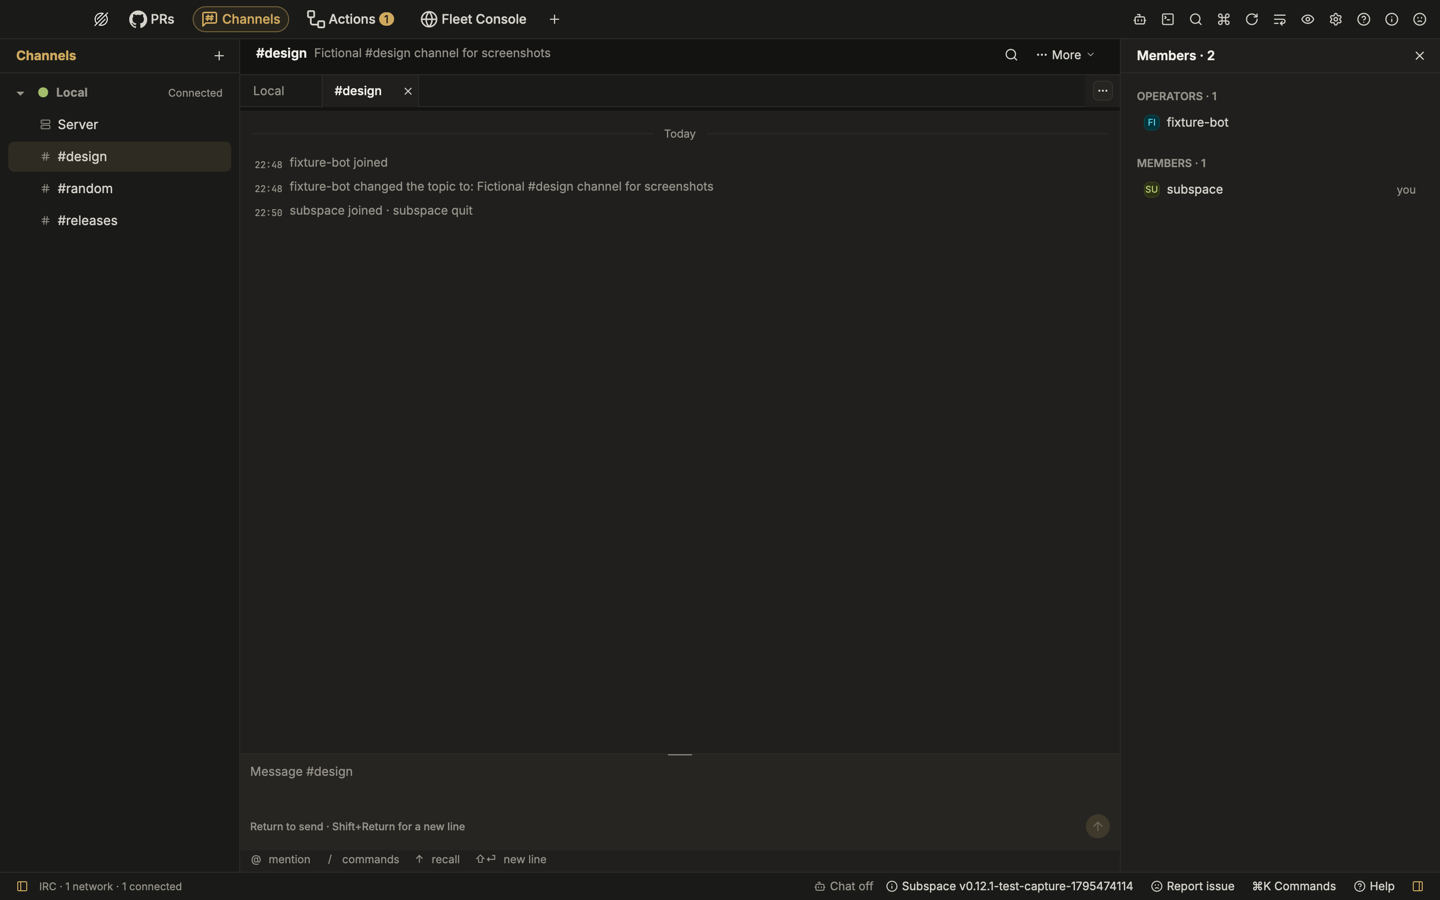 PRs
Channels
Actions 1
Fleet Console
Channels
Local
Connected
Server
# #design
# #random
# #releases
#design Fictional #design channel for screenshots
More
Local
#design
Today
22:48 fixture-bot joined
22:48 fixture-bot changed the topic to: Fictional #design channel for screenshots
22:50 subspace joined · subspace quit
Message #design
Return to send · Shift+Return for a new line
@ mention / commands ↑ recall ⇧↵ new line
Members · 2
OPERATORS · 1
FI fixture-bot
MEMBERS · 1
SU subspace you
IRC · 1 network · 1 connected
Chat off
Subspace v0.12.1-test-capture-1795474114
Report issue
⌘K Commands
Help